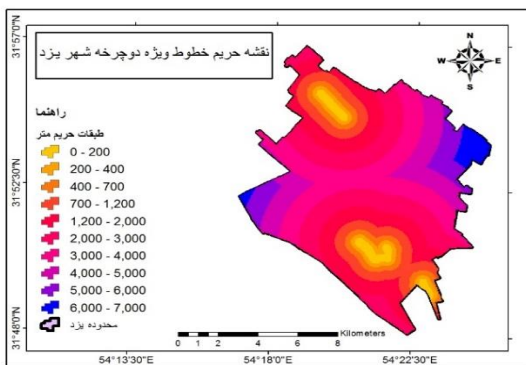 نقشه حریم خطوط ویژه دوچرخه شهر یزد
N
W E
S
راهنما
طبقات حریم متر
0 - 200
200 - 400
400 - 700
700 - 1,200
1,200 - 2,000
2,000 - 3,000
3,000 - 4,000
4,000 - 5,000
5,000 - 6,000
6,000 - 7,000
محدوده یزد
Kilometers
0 1 2 4 6 8
31°57'0"N
31°52'30"N
31°48'0"N
54°13'30"E 54°18'0"E 54°22'30"E